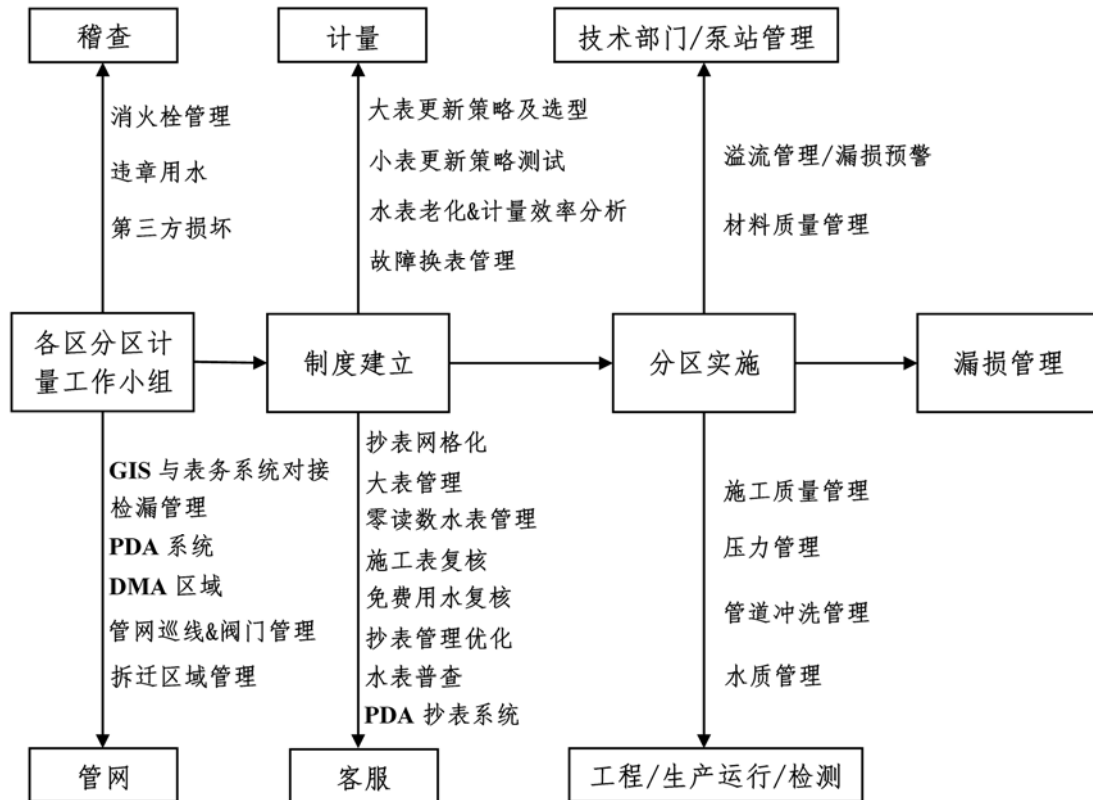 稽查
计量
技术部门/泵站管理
消火栓管理
违章用水
第三方损坏
大表更新策略及选型
小表更新策略测试
水表老化&计量效率分析
故障换表管理
溢流管理/漏损预警
材料质量管理
各区分区计
量工作小组
制度建立
分区实施
漏损管理
GIS 与表务系统对接
检漏管理
PDA 系统
DMA 区域
管网巡线&阀门管理
拆迁区域管理
抄表网格化
大表管理
零读数水表管理
施工表复核
免费用水复核
抄表管理优化
水表普查
PDA 抄表系统
施工质量管理
压力管理
管道冲洗管理
水质管理
管网
客服
工程/生产运行/检测